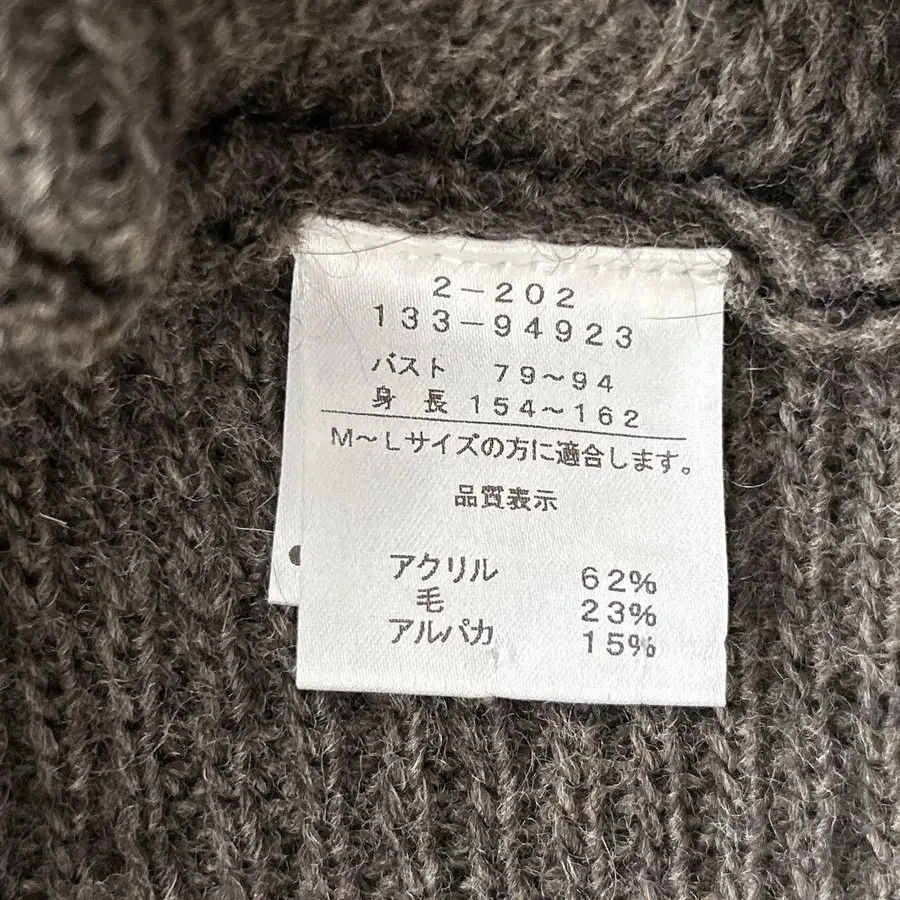 2-202
133-94923
バスト 79~94
身 長 154~162
M~Lサイズの方に適合します。
品質表示
アクリル 62%
毛 23%
アルパカ 15%